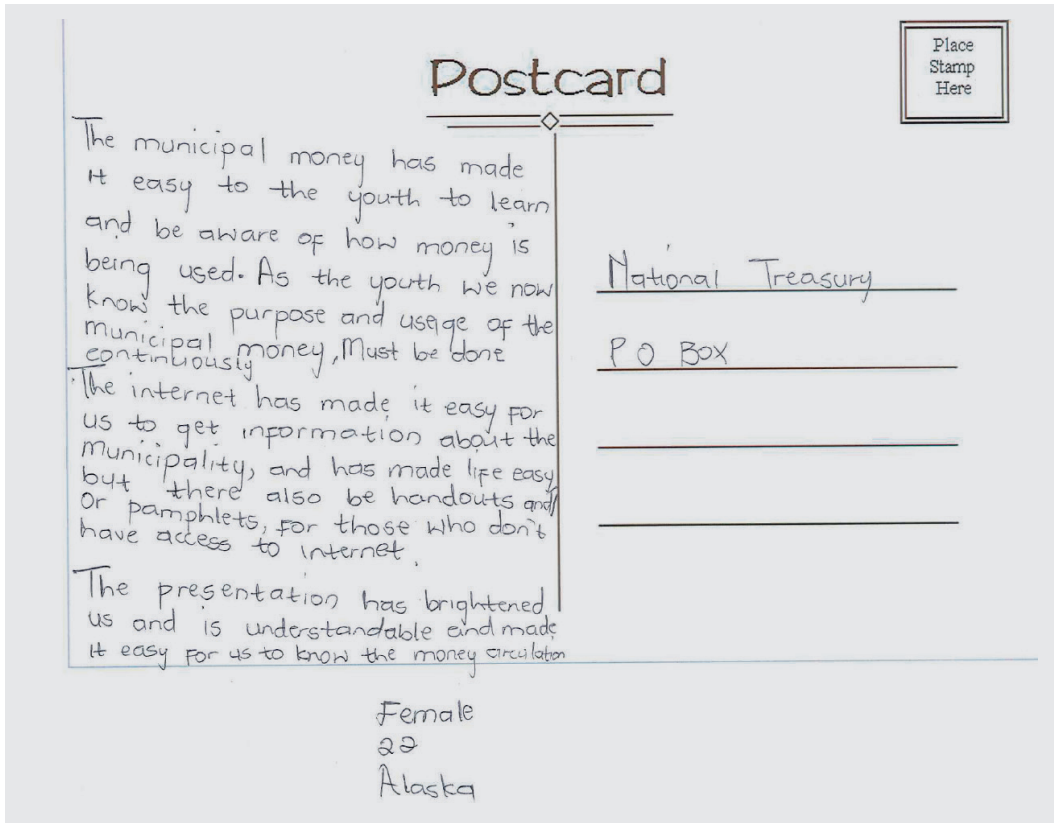 Postcard
Place
Stamp
Here
The municipal money has made
it easy to the youth to learn
and be aware of how money is
being used. As the youth we now
know the purpose and usage of the
municipal money, Must be done
continuously
The internet has made it easy for
us to get information about the
municipality, and has made life easy
but there also be handouts and
or pamphlets, for those who don't
have access to internet.
The presentation has brightened
us and is understandable and made
it easy for us to know the money circulation
National Treasury
P O Box
Female
22
Alaska